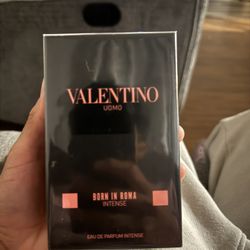 VALENTINO
UOMO
BORN IN ROMA
INTENSE
EAU DE PARFUM INTENSE